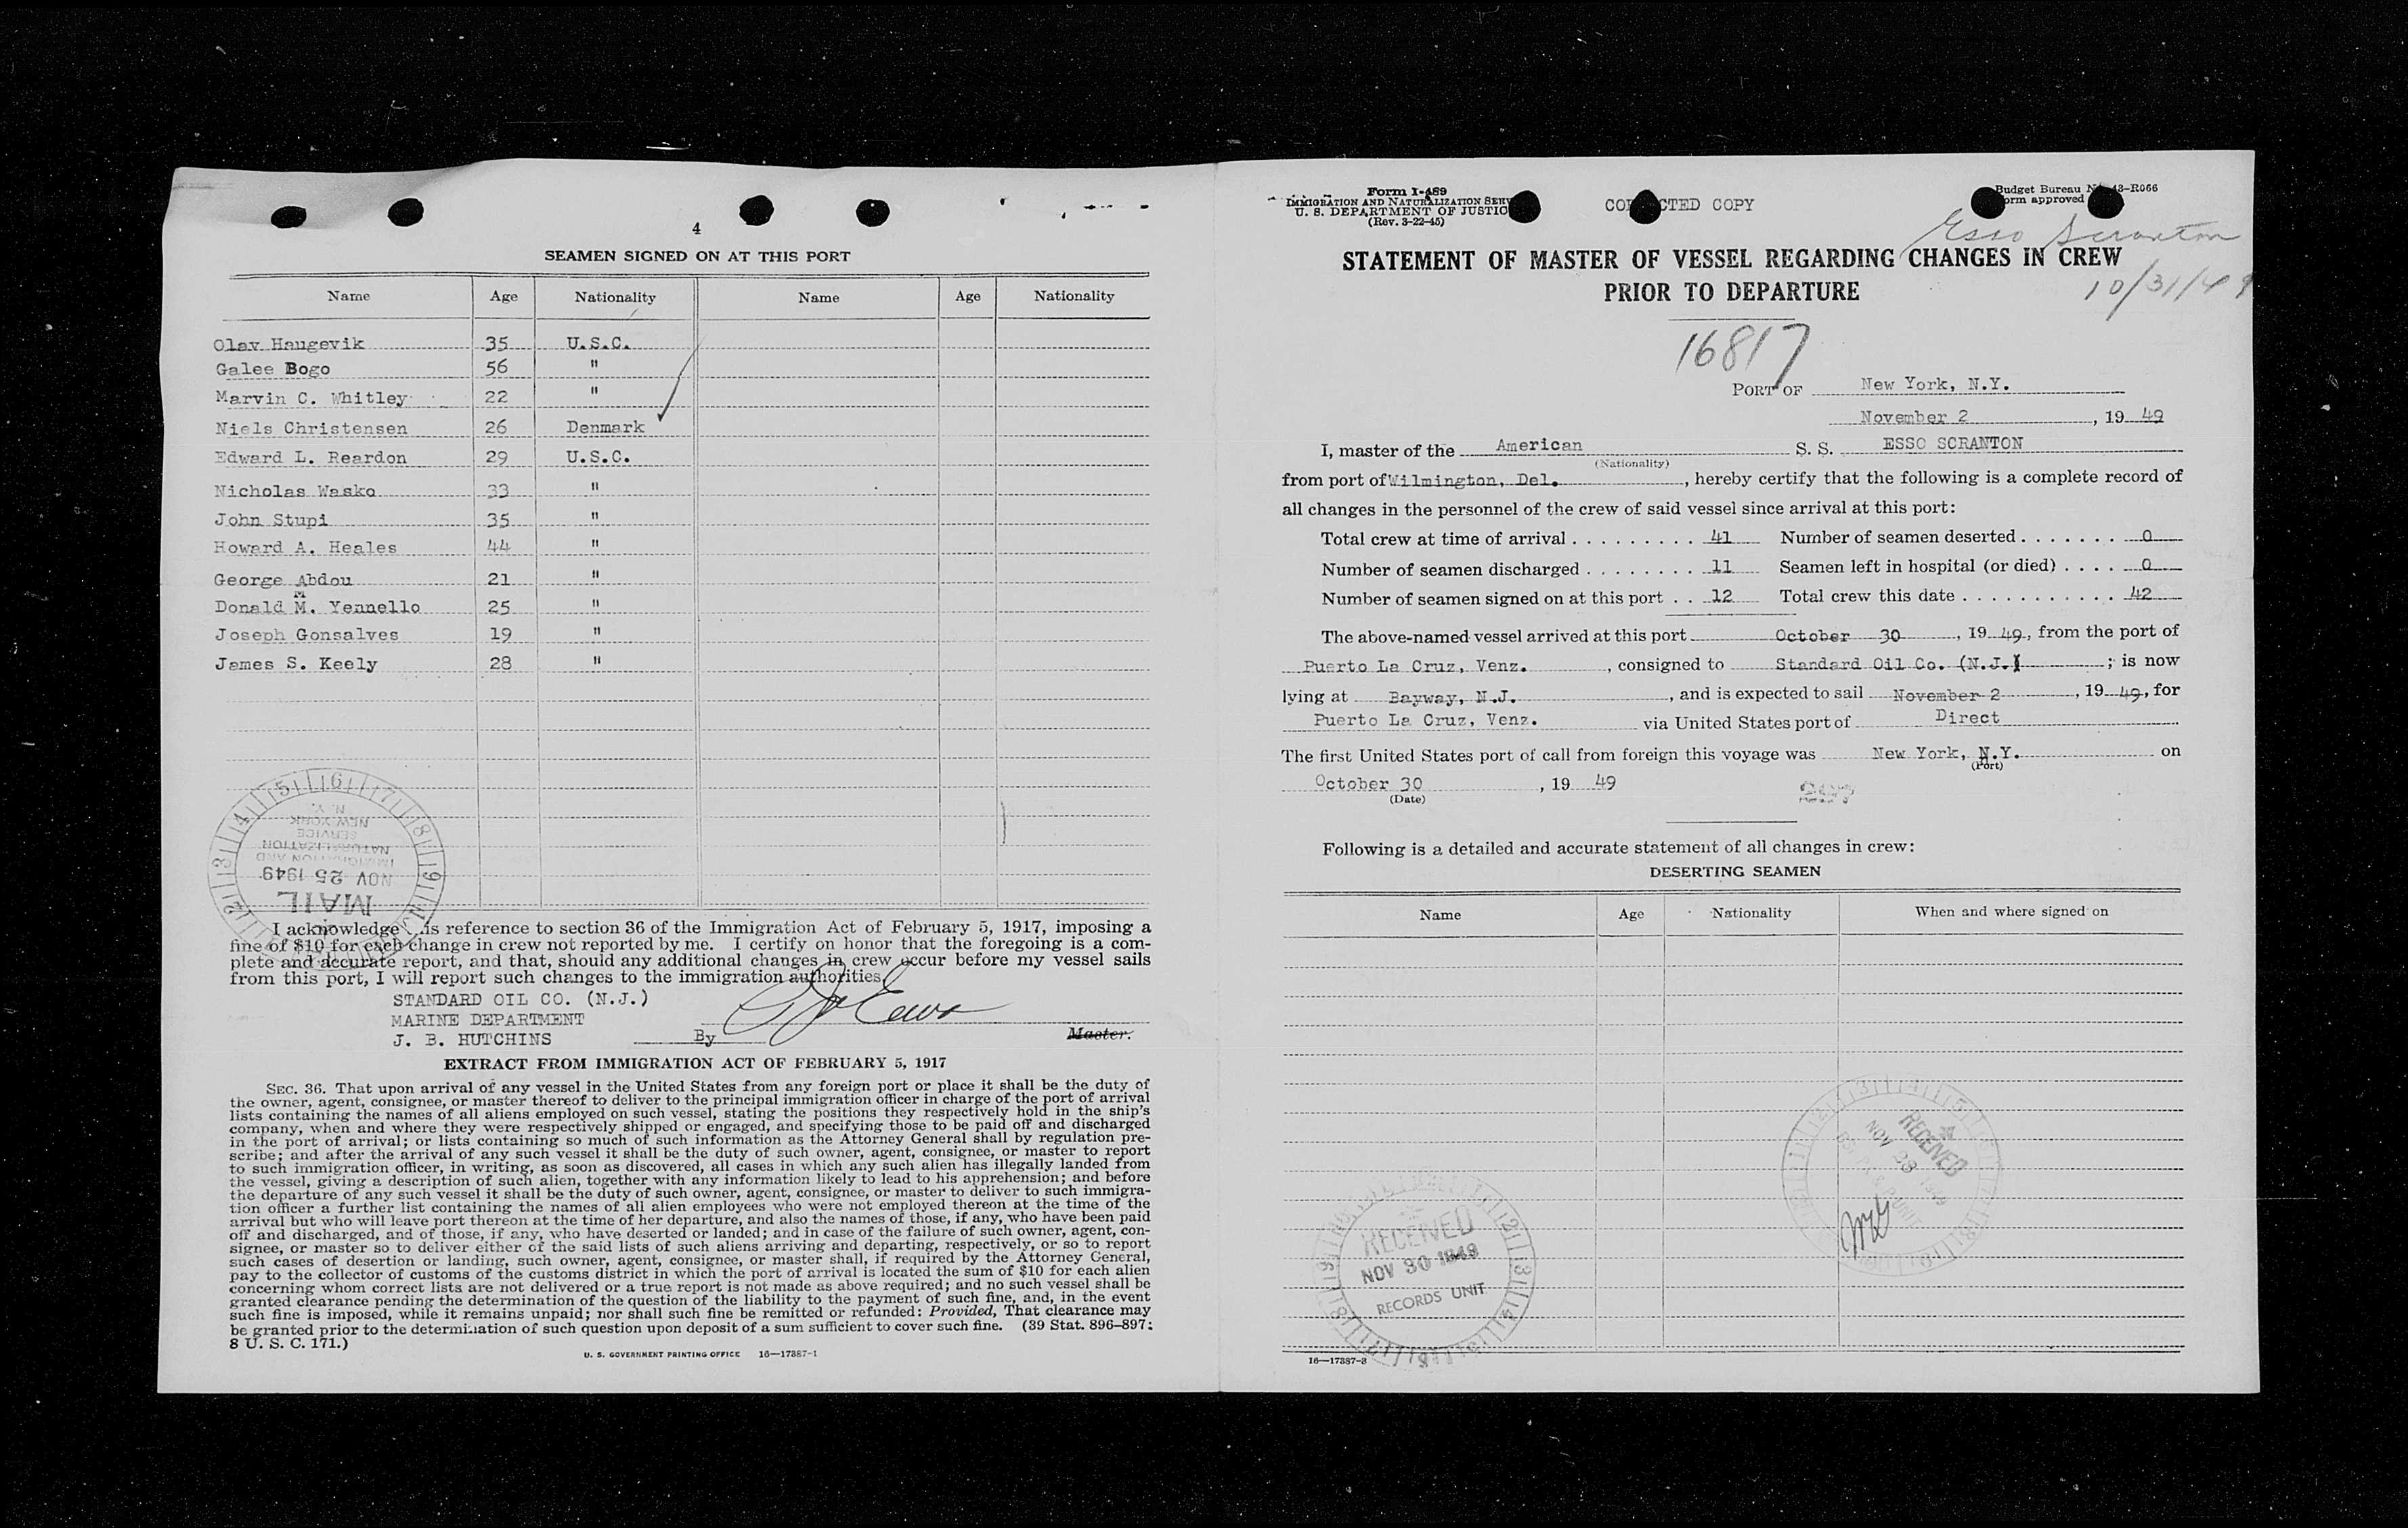 4
SEAMEN SIGNED ON AT THIS PORT
Name Age Nationality Name Age Nationality
Olav Haugevik 35 U.S.C.
Galee Bogo 56 "
Marvin C. Whitley 22 "
Niels Christensen 26 Denmark
Edward L. Reardon 29 U.S.C.
Nicholas Wasko 33 "
John Stupi 35 "
Howard A. Heales 44 "
George Abdou 21 "
M
Donald M. Yennello 25 "
Joseph Gonsalves 19 "
James S. Keely 28 "
N. Y.
NEW YORK
SERVICE
NATURALIZATION
IMMIGRATION AND
NOV 25 1949
MAIL
I acknowledge is reference to section 36 of the Immigration Act of February 5, 1917, imposing a
fine of $10 for each change in crew not reported by me. I certify on honor that the foregoing is a com-
plete and accurate report, and that, should any additional changes in crew occur before my vessel sails
from this port, I will report such changes to the immigration authorities.
STANDARD OIL CO. (N.J.)
MARINE DEPARTMENT
J. B. HUTCHINS By Master.
EXTRACT FROM IMMIGRATION ACT OF FEBRUARY 5, 1917
SEC. 36. That upon arrival of any vessel in the United States from any foreign port or place it shall be the duty of
the owner, agent, consignee, or master thereof to deliver to the principal immigration officer in charge of the port of arrival
lists containing the names of all aliens employed on such vessel, stating the positions they respectively hold in the ship's
company, when and where they were respectively shipped or engaged, and specifying those to be paid off and discharged
in the port of arrival; or lists containing so much of such information as the Attorney General shall by regulation pre-
scribe; and after the arrival of any such vessel it shall be the duty of such owner, agent, consignee, or master to report
to such immigration officer, in writing, as soon as discovered, all cases in which any such alien has illegally landed from
the vessel, giving a description of such alien, together with any information likely to lead to his apprehension; and before
the departure of any such vessel it shall be the duty of such owner, agent, consignee, or master to deliver to such immigra-
tion officer a further list containing the names of all alien employees who were not employed thereon at the time of the
arrival but who will leave port thereon at the time of her departure, and also the names of those, if any, who have been paid
off and discharged, and of those, if any, who have deserted or landed; and in case of the failure of such owner, agent, con-
signee, or master so to deliver either of the said lists of such aliens arriving and departing, respectively, or so to report
such cases of desertion or landing, such owner, agent, consignee, or master shall, if required by the Attorney General,
pay to the collector of customs of the customs district in which the port of arrival is located the sum of $10 for each alien
concerning whom correct lists are not delivered or a true report is not made as above required; and no such vessel shall be
granted clearance pending the determination of the question of the liability to the payment of such fine, and, in the event
such fine is imposed, while it remains unpaid; nor shall such fine be remitted or refunded: Provided, That clearance may
be granted prior to the determination of such question upon deposit of a sum sufficient to cover such fine. (39 Stat. 896–897;
8 U. S. C. 171.)
U. S. GOVERNMENT PRINTING OFFICE 16—17387-1
Form I-489
IMMIGRATION AND NATURALIZATION SERV
U. S. DEPARTMENT OF JUSTIC
(Rev. 3-22-45)
CO CTED COPY
Budget Bureau N 43-R066
orm approved
Esso Scranton
10/31/49
STATEMENT OF MASTER OF VESSEL REGARDING CHANGES IN CREW
PRIOR TO DEPARTURE
16817
PORT OF New York, N.Y.
November 2, 19 49
I, master of the American S. S. ESSO SCRANTON
(Nationality)
from port of Wilmington, Del., hereby certify that the following is a complete record of
all changes in the personnel of the crew of said vessel since arrival at this port:
Total crew at time of arrival 41 Number of seamen deserted 0
Number of seamen discharged 11 Seamen left in hospital (or died) 0
Number of seamen signed on at this port 12 Total crew this date 42
The above-named vessel arrived at this port October 30, 19 49, from the port of
Puerto La Cruz, Venz., consigned to Standard Oil Co. (N.J.); is now
lying at Bayway, N.J., and is expected to sail November 2, 19 49, for
Puerto La Cruz, Venz. via United States port of Direct
The first United States port of call from foreign this voyage was New York, N.Y. on
(Port)
October 30, 19 49
(Date)
Following is a detailed and accurate statement of all changes in crew:
DESERTING SEAMEN
Name Age Nationality When and where signed on
RECEIVED
NOV 28 1949
RECEIVED
NOV 30 1949
RECORDS UNIT
16—17387-3